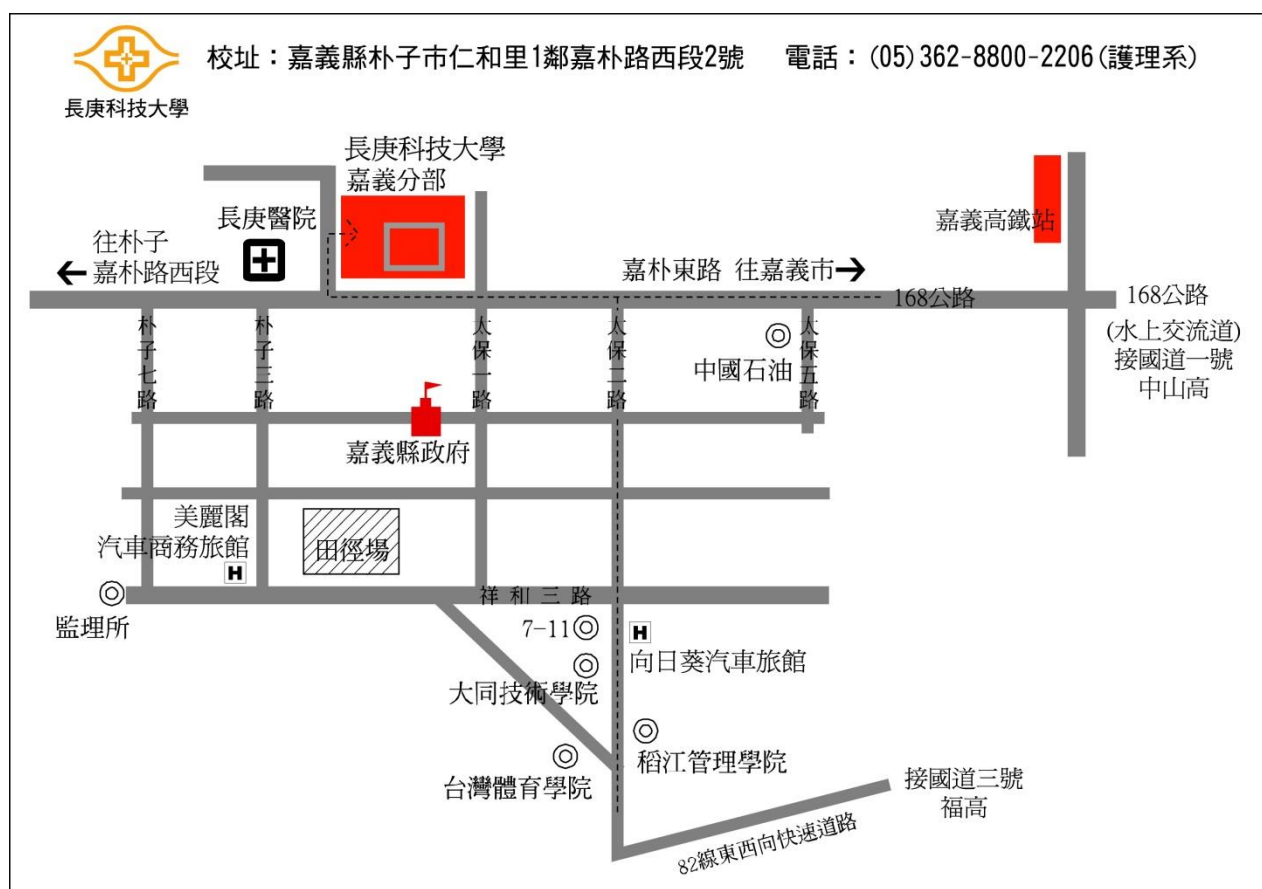 校址：嘉義縣朴子市仁和里1鄰嘉朴路西段2號 電話：(05)362-8800-2206(護理系)
長庚科技大學
長庚科技大學
嘉義分部
長庚醫院
往朴子
嘉朴路西段
嘉義高鐵站
嘉朴東路 往嘉義市
168公路
168公路
(水上交流道)
接國道一號
中山高
朴子七路
朴子三路
太保一路
太保二路
太保五路
中國石油
嘉義縣政府
美麗閣
汽車商務旅館
H
田徑場
監理所
祥和三路
7-11
H
向日葵汽車旅館
大同技術學院
稻江管理學院
台灣體育學院
接國道三號
福高
82線東西向快速道路